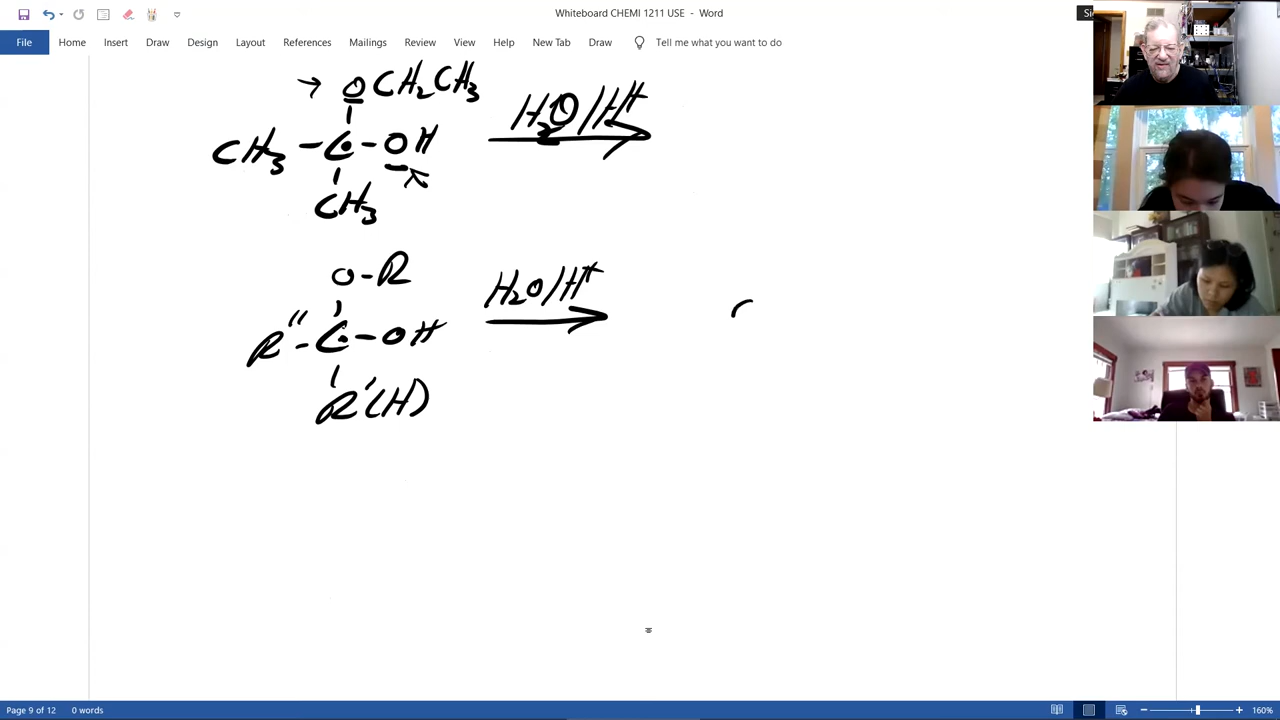 Whiteboard CHEMI 1211 USE - Word
File Home Insert Draw Design Layout References Mailings Review View Help New Tab Draw Tell me what you want to do
→ OCH2CH3
CH3 - C - OH H2O/H+
CH3
O-R
R'' - C - OH H2O/H+
R'(H)
Page 9 of 12 0 words 160%